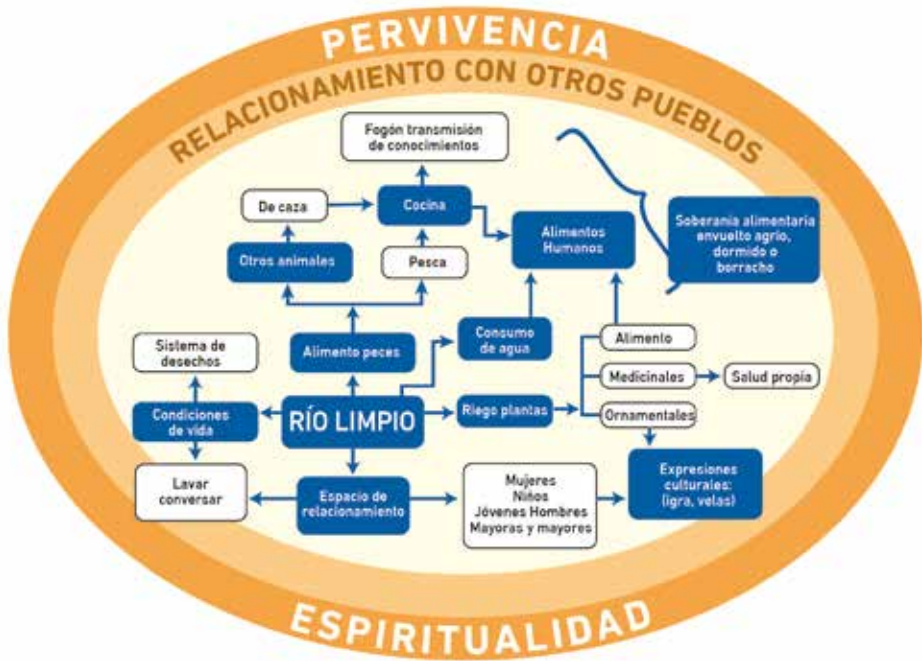 PERVIVENCIA
RELACIONAMIENTO CON OTROS PUEBLOS
Fogón transmisión
de conocimientos
De caza
Cocina
Alimentos
Humanos
Soberanía alimentaria
envuelto agrio,
dormido o
borracho
Otros animales
Pesca
Sistema de
desechos
Alimento peces
Consumo
de agua
Alimento
Medicinales
Salud propia
Condiciones
de vida
RÍO LIMPIO
Riego plantas
Ornamentales
Lavar
conversar
Espacio de
relacionamiento
Mujeres
Niños
Jóvenes Hombres
Mayoras y mayores
Expresiones
culturales:
(igra, velas)
ESPIRITUALIDAD